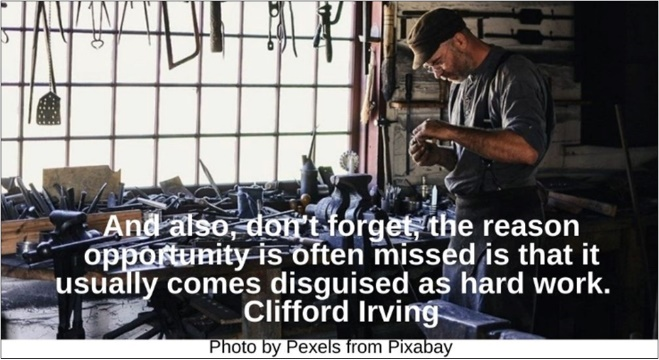 And also, don't forget, the reason
opportunity is often missed is that it
usually comes disguised as hard work.
Clifford Irving
Photo by Pexels from Pixabay